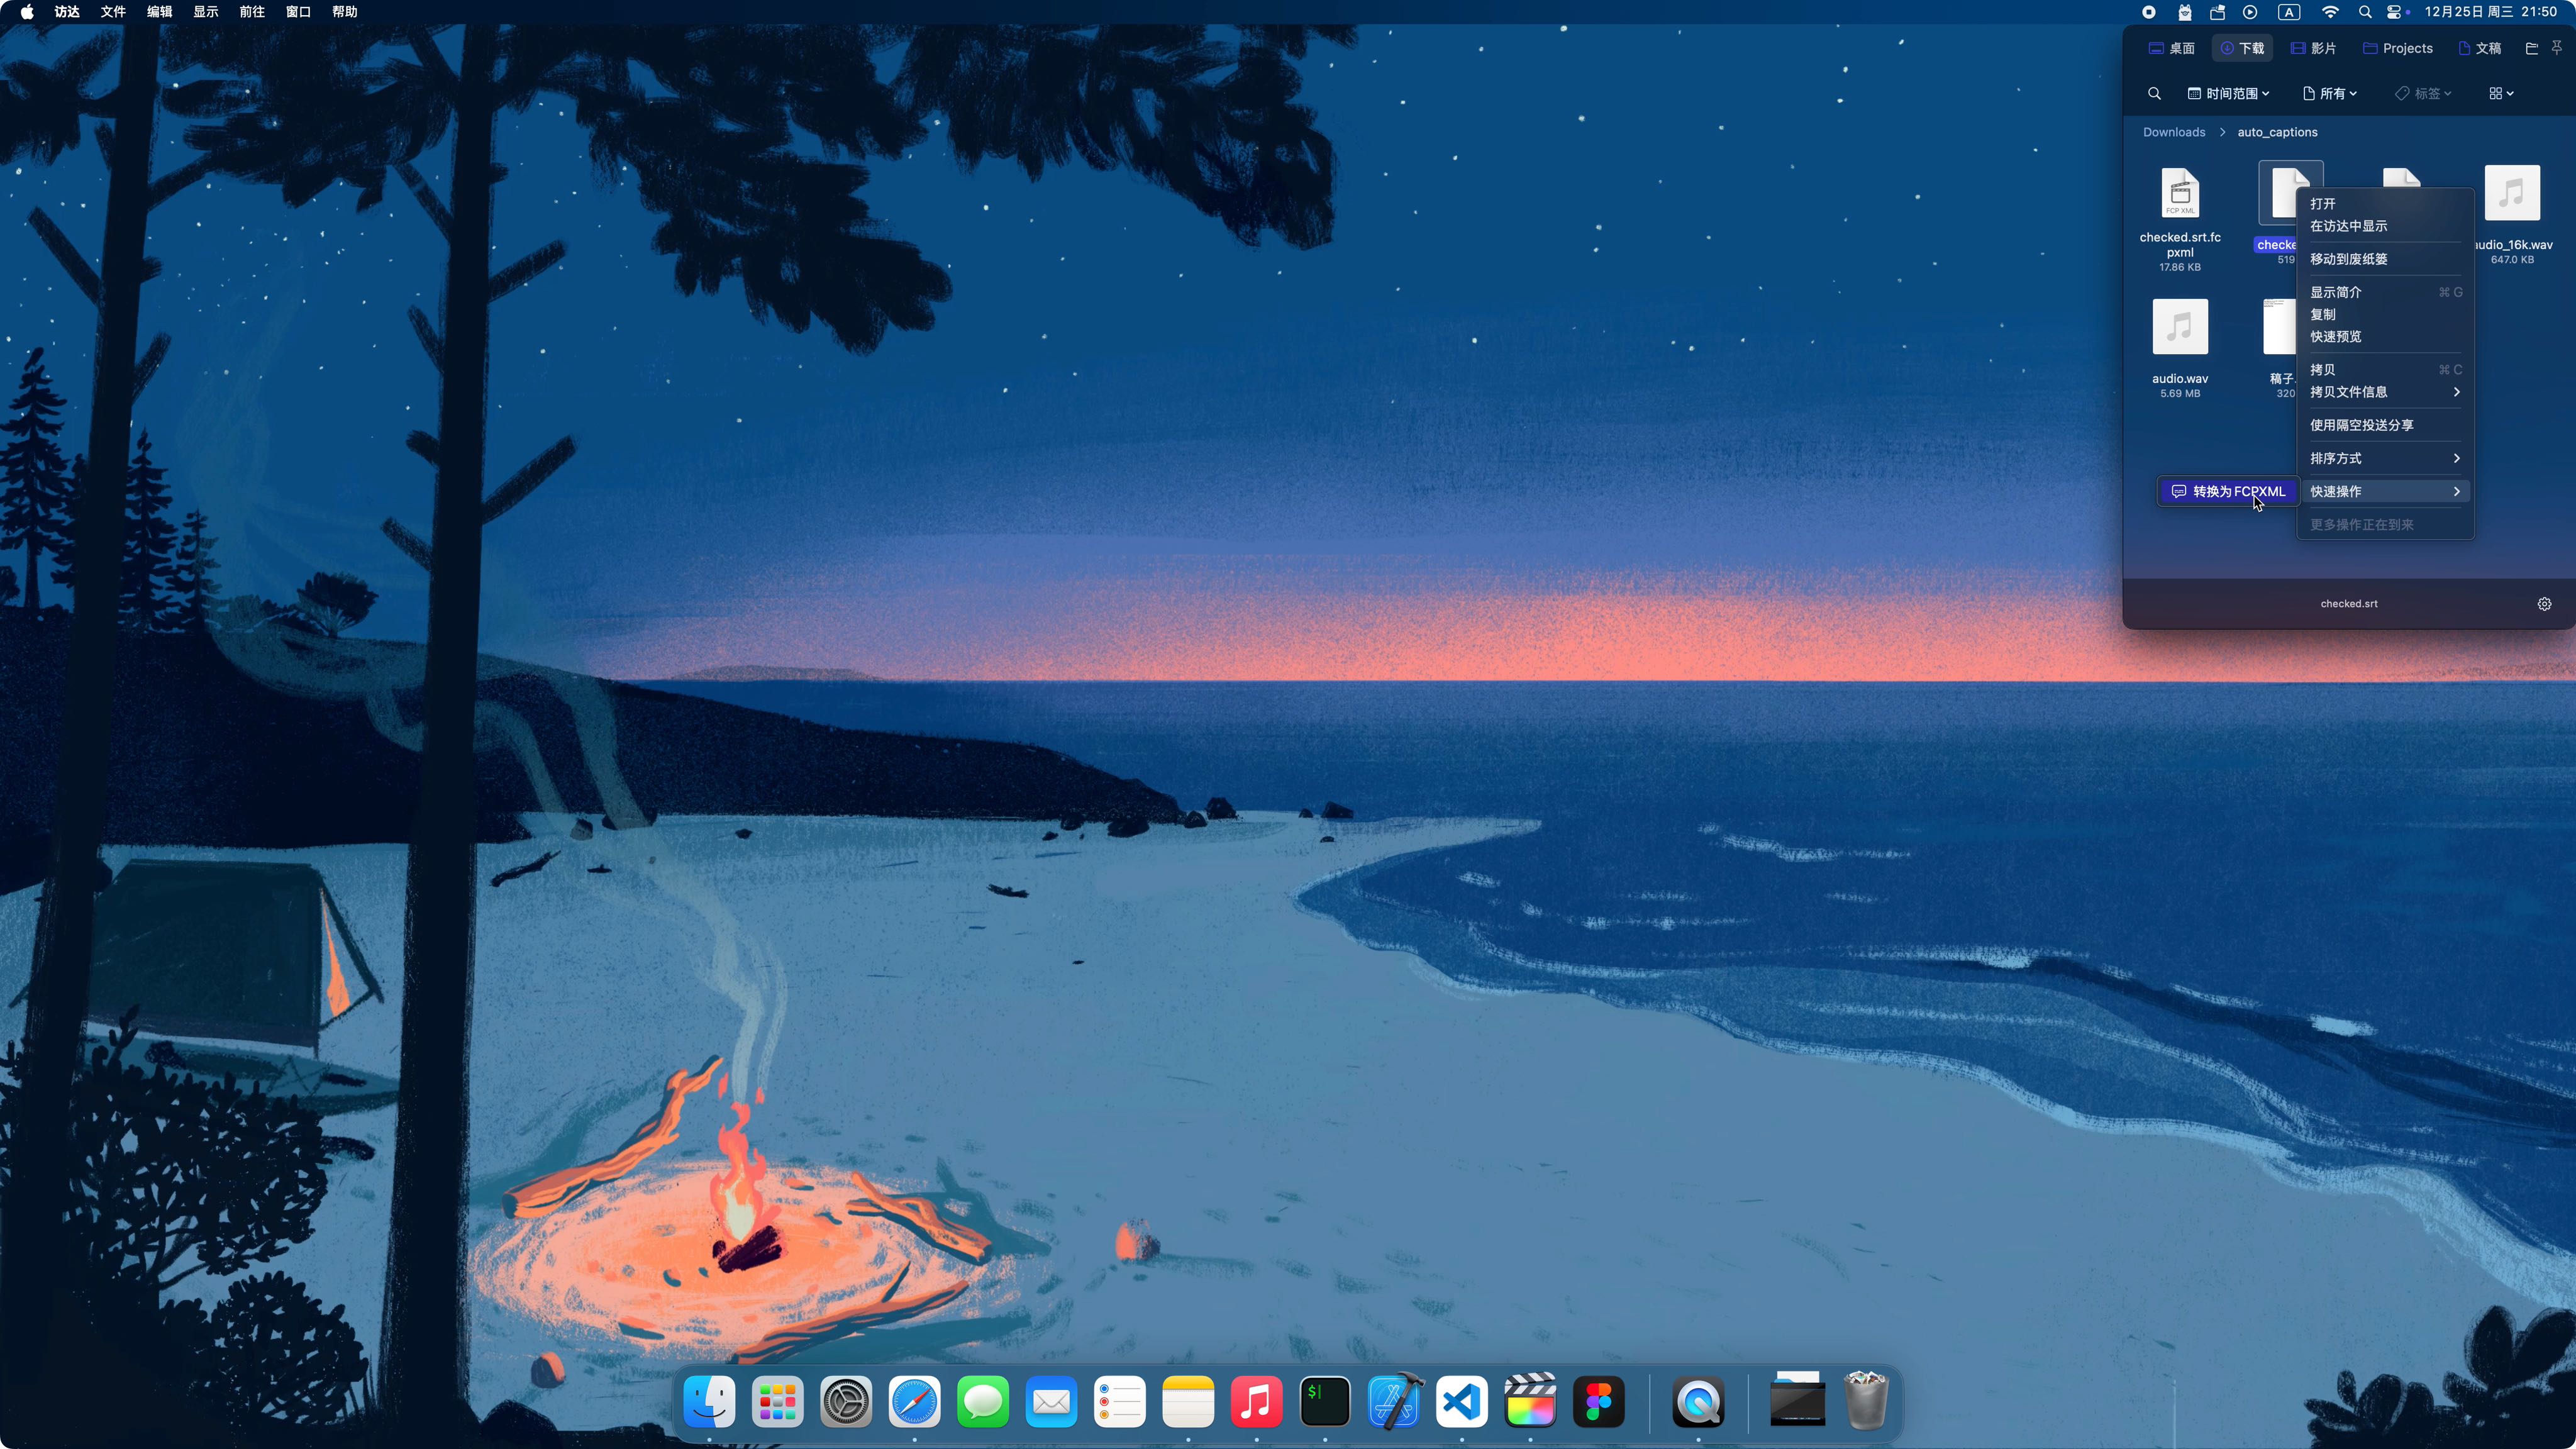 访达 文件 编辑 显示 前往 窗口 帮助
A 12月25日 周三 21:50
桌面 下载 影片 Projects 文稿
时间范围 所有 标签
Downloads > auto_captions
FCP XML
checked.srt.fc
pxml
17.86 KB
checke
519
udio_16k.wav
647.0 KB
audio.wav
5.69 MB
稿子.
320
打开
在访达中显示
移动到废纸篓
显示简介 ⌘ G
复制
快速预览
拷贝 ⌘ C
拷贝文件信息
使用隔空投送分享
排序方式
快速操作
转换为 FCPXML
更多操作正在到来
checked.srt
$